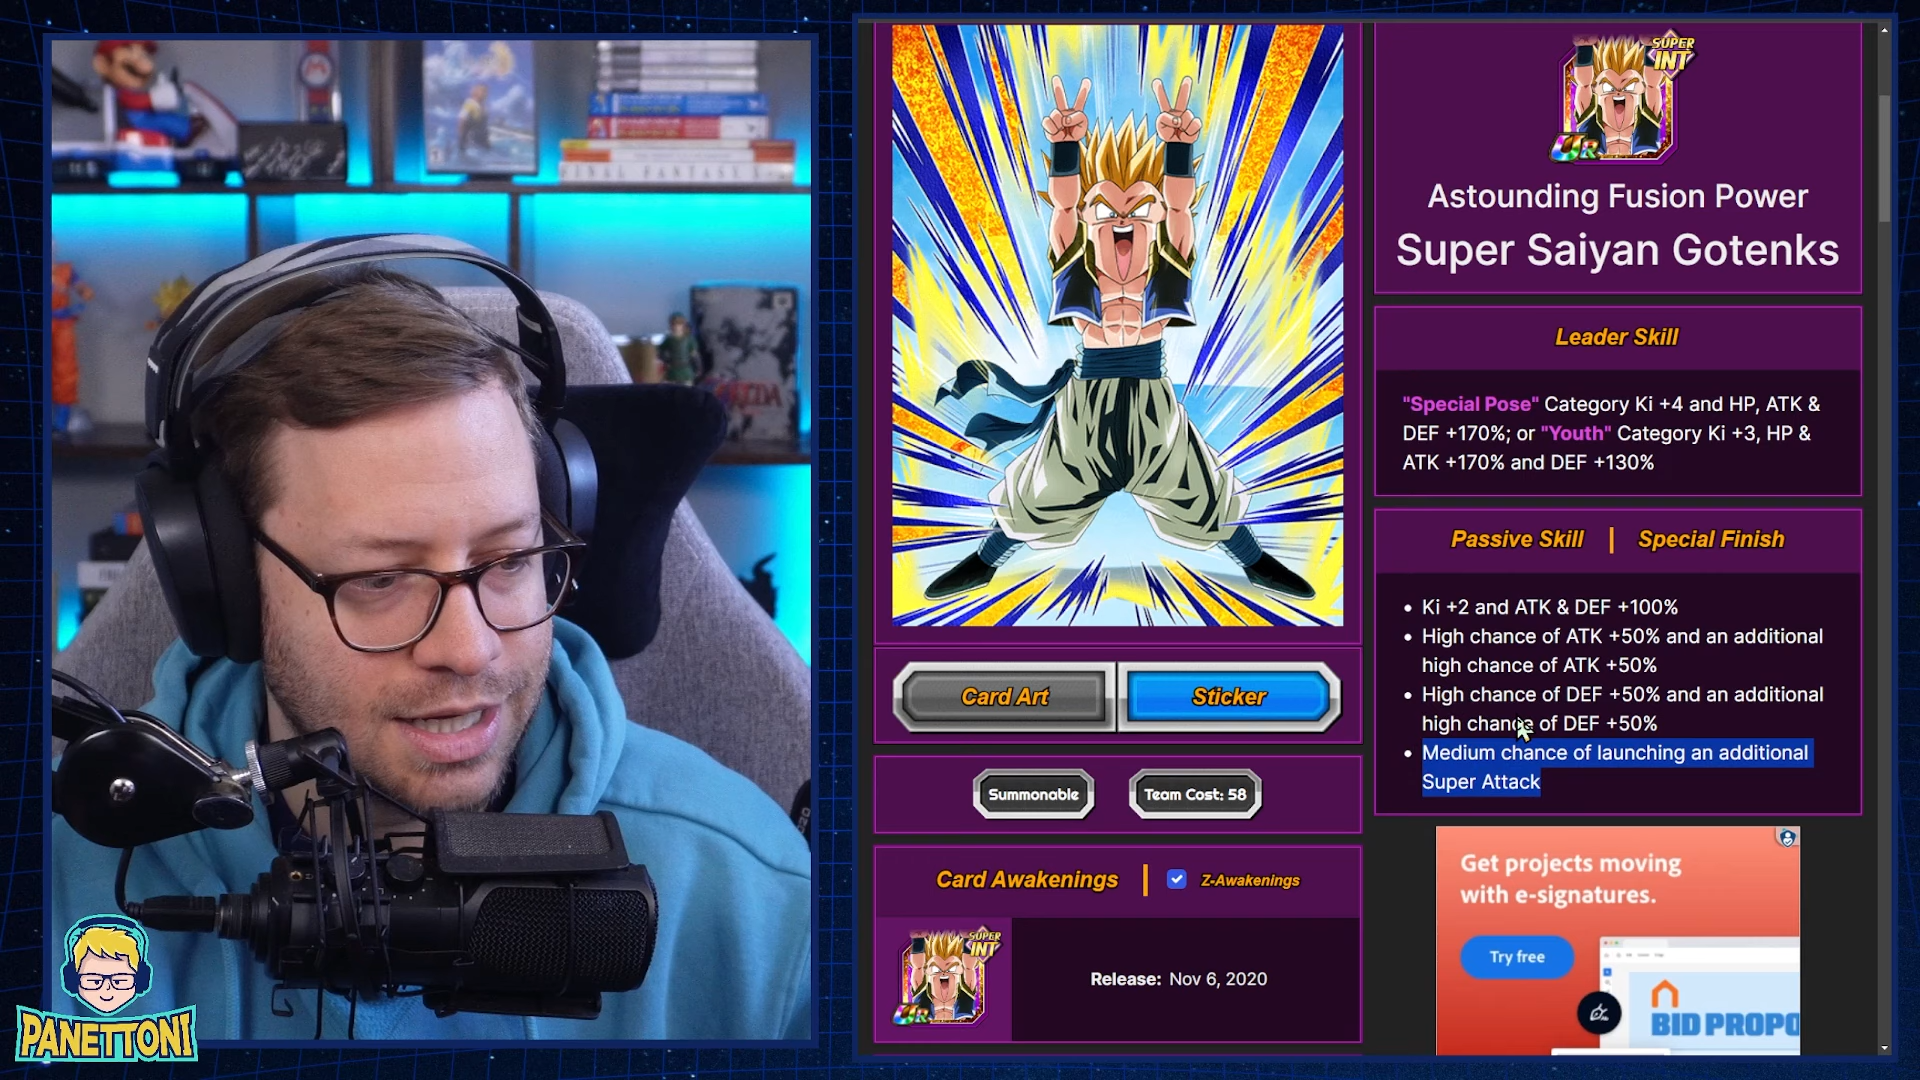 SUPER
INT
UR
Astounding Fusion Power
Super Saiyan Gotenks
Leader Skill
"Special Pose" Category Ki +4 and HP, ATK &
DEF +170%; or "Youth" Category Ki +3, HP &
ATK +170% and DEF +130%
Passive Skill | Special Finish
• Ki +2 and ATK & DEF +100%
• High chance of ATK +50% and an additional
high chance of ATK +50%
• High chance of DEF +50% and an additional
high chance of DEF +50%
• Medium chance of launching an additional
Super Attack
Card Art
Sticker
Summonable
Team Cost: 58
Card Awakenings
Z-Awakenings
SUPER
INT
UR
Release: Nov 6, 2020
Get projects moving
with e-signatures.
Try free
BID PROPO
PANETTONI
FINAL FANTASY